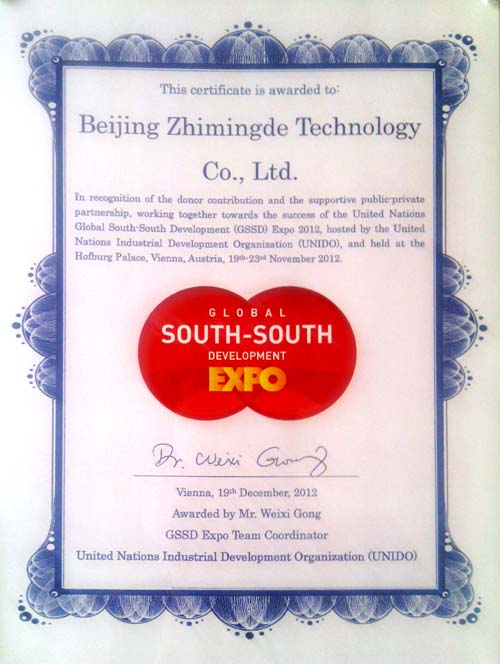 This certificate is awarded to:
Beijing Zhimingde Technology
Co., Ltd.
In recognition of the donor contribution and the supportive public-private
partnership, working together towards the success of the United Nations
Global South-South Development (GSSD) Expo 2012, hosted by the United
Nations Industrial Development Organization (UNIDO), and held at the
Hofburg Palace, Vienna, Austria, 19th-23rd November 2012.
GLOBAL
SOUTH-SOUTH
DEVELOPMENT
EXPO
Dr. Weixi Gong
Vienna, 19th December, 2012
Awarded by Mr. Weixi Gong
GSSD Expo Team Coordinator
United Nations Industrial Development Organization (UNIDO)